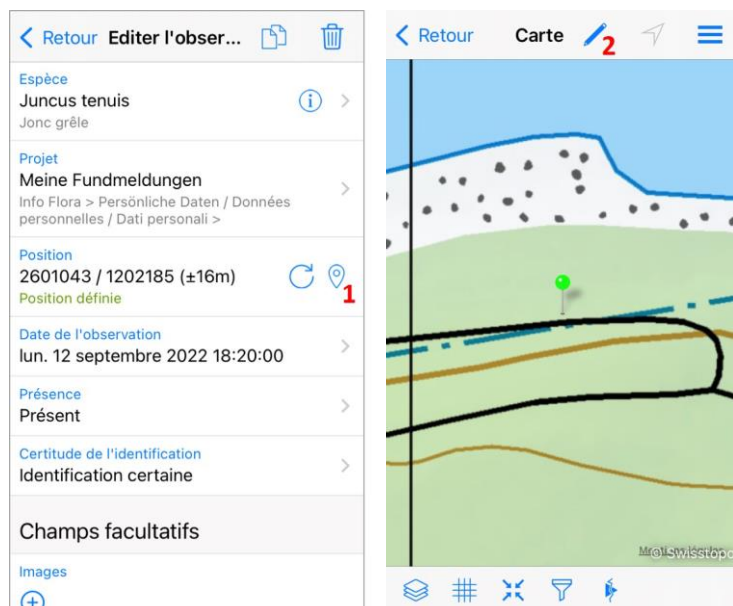 Retour Editer l'obser...
Espèce
Juncus tenuis
Jonc grêle
Projet
Meine Fundmeldungen
Info Flora > Persönliche Daten / Données
personnelles / Dati personali >
Position
2601043 / 1202185 (±16m)
Position définie
1
Date de l'observation
lun. 12 septembre 2022 18:20:00
Présence
Présent
Certitude de l'identification
Identification certaine
Champs facultatifs
Images
Retour Carte 2
© Swisstopo